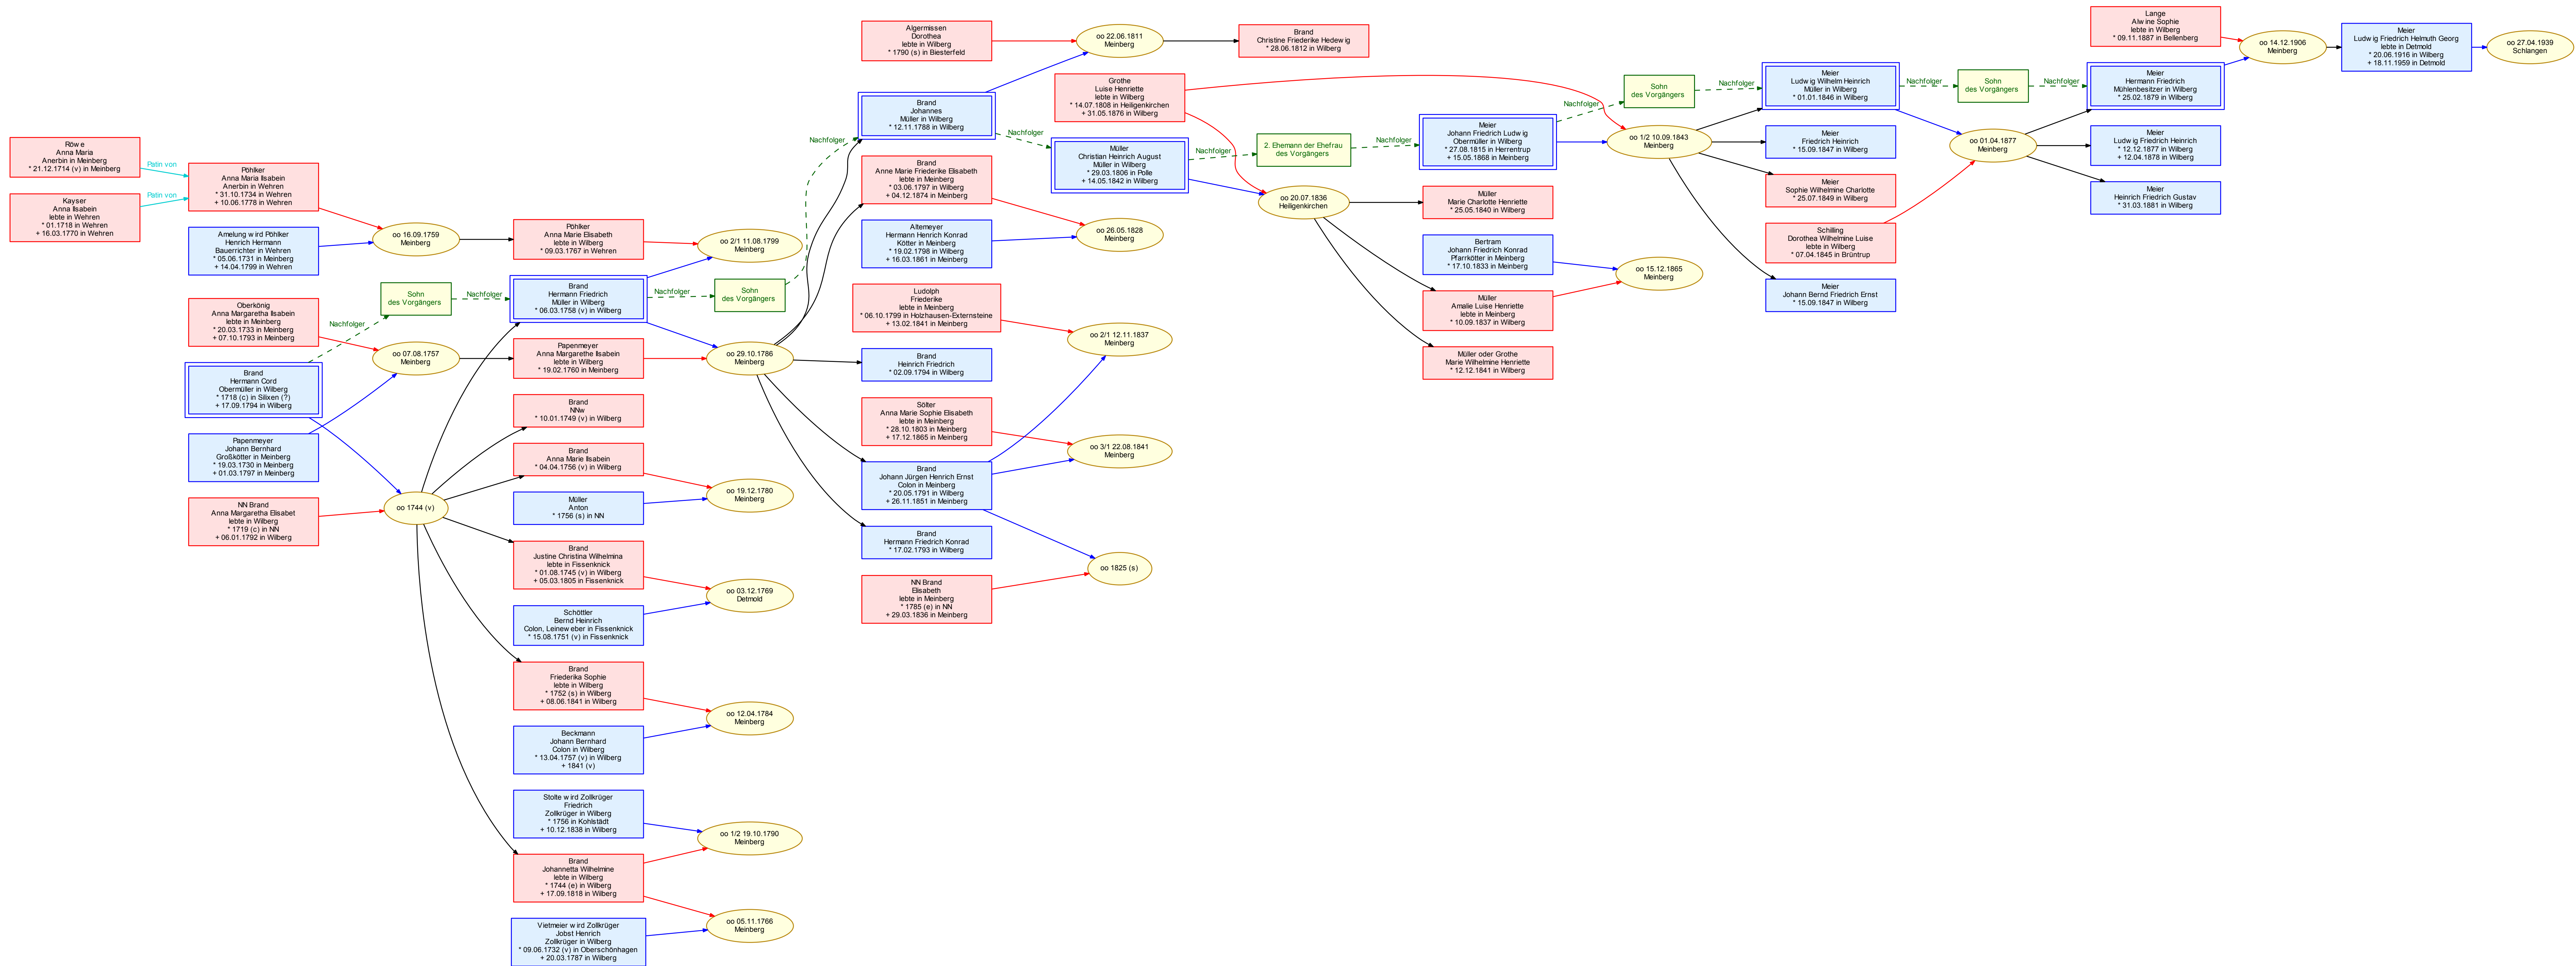 Röwe
Anna Maria
Anerbin in Meinberg
* 21.12.1714 (v) in Meinberg
Patin von
Kayser
Anna Ilsabein
lebte in Wehren
* 01.1718 in Wehren
+ 16.03.1770 in Wehren
Patin von
Pöhlker
Anna Maria Ilsabein
Anerbin in Wehren
* 31.10.1734 in Wehren
+ 10.06.1778 in Wehren
Amelung wird Pöhlker
Henrich Hermann
Bauerrichter in Wehren
* 05.06.1731 in Meinberg
+ 14.04.1799 in Wehren
Oberkönig
Anna Margaretha Ilsabein
lebte in Meinberg
* 20.03.1733 in Meinberg
+ 07.10.1793 in Meinberg
Brand
Hermann Cord
Obermüller in Wilberg
* 1718 (c) in Silixen (?)
+ 17.09.1794 in Wilberg
Papenmeyer
Johann Bernhard
Großkötter in Meinberg
* 19.03.1730 in Meinberg
+ 01.03.1797 in Meinberg
NN Brand
Anna Margaretha Elisabet
lebte in Wilberg
* 1719 (c) in NN
+ 06.01.1792 in Wilberg
oo 16.09.1759
Meinberg
Nachfolger
Sohn
des Vorgängers
Nachfolger
oo 07.08.1757
Meinberg
oo 1744 (v)
Pöhlker
Anna Marie Elisabeth
lebte in Wilberg
* 09.03.1767 in Wehren
Brand
Hermann Friedrich
Müller in Wilberg
* 06.03.1758 (v) in Wilberg
Papenmeyer
Anna Margarethe Ilsabein
lebte in Wilberg
* 19.02.1760 in Meinberg
Brand
NNw
* 10.01.1749 (v) in Wilberg
Brand
Anna Marie Ilsabein
* 04.04.1756 (v) in Wilberg
Müller
Anton
* 1756 (s) in NN
Brand
Justine Christina Wilhelmina
lebte in Fissenknick
* 01.08.1745 (v) in Wilberg
+ 05.03.1805 in Fissenknick
Schöttler
Bernd Heinrich
Colon, Leineweber in Fissenknick
* 15.08.1751 (v) in Fissenknick
Brand
Friederika Sophie
lebte in Wilberg
* 1752 (s) in Wilberg
+ 08.06.1841 in Wilberg
Beckmann
Johann Bernhard
Colon in Wilberg
* 13.04.1757 (v) in Wilberg
+ 1841 (v)
Stolte wird Zollkrüger
Friedrich
Zollkrüger in Wilberg
* 1756 in Kohlstädt
+ 10.12.1838 in Wilberg
Brand
Johannetta Wilhelmine
lebte in Wilberg
* 1744 (e) in Wilberg
+ 17.09.1818 in Wilberg
Vietmeier wird Zollkrüger
Jobst Henrich
Zollkrüger in Wilberg
* 09.06.1732 (v) in Oberschönhagen
+ 20.03.1787 in Wilberg
oo 2/1 11.08.1799
Meinberg
Nachfolger
Sohn
des Vorgängers
Nachfolger
oo 29.10.1786
Meinberg
oo 19.12.1780
Meinberg
oo 03.12.1769
Detmold
oo 12.04.1784
Meinberg
oo 1/2 19.10.1790
Meinberg
oo 05.11.1766
Meinberg
Algermissen
Dorothea
lebte in Wilberg
* 1790 (s) in Biesterfeld
Brand
Johannes
Müller in Wilberg
* 12.11.1788 in Wilberg
Brand
Anne Marie Friederike Elisabeth
lebte in Meinberg
* 03.06.1797 in Wilberg
+ 04.12.1874 in Meinberg
Altemeyer
Hermann Henrich Konrad
Kötter in Meinberg
* 19.02.1798 in Wilberg
+ 16.03.1861 in Meinberg
Ludolph
Friederike
lebte in Meinberg
* 06.10.1799 in Holzhausen-Externsteine
+ 13.02.1841 in Meinberg
Brand
Heinrich Friedrich
* 02.09.1794 in Wilberg
Sölter
Anna Marie Sophie Elisabeth
lebte in Meinberg
* 28.10.1803 in Meinberg
+ 17.12.1865 in Meinberg
Brand
Johann Jürgen Henrich Ernst
Colon in Meinberg
* 20.05.1791 in Wilberg
+ 26.11.1851 in Meinberg
Brand
Hermann Friedrich Konrad
* 17.02.1793 in Wilberg
NN Brand
Elisabeth
lebte in Meinberg
* 1785 (e) in NN
+ 29.03.1836 in Meinberg
oo 22.06.1811
Meinberg
Nachfolger
Grothe
Luise Henriette
lebte in Wilberg
* 14.07.1808 in Heiligenkirchen
+ 31.05.1876 in Wilberg
Müller
Christian Heinrich August
Müller in Wilberg
* 29.03.1806 in Polle
+ 14.05.1842 in Wilberg
oo 26.05.1828
Meinberg
oo 2/1 12.11.1837
Meinberg
oo 3/1 22.08.1841
Meinberg
oo 1825 (s)
Brand
Christine Friederike Hedewig
* 28.06.1812 in Wilberg
Nachfolger
2. Ehemann der Ehefrau
des Vorgängers
Nachfolger
oo 20.07.1836
Heiligenkirchen
Meier
Johann Friedrich Ludwig
Obermüller in Wilberg
* 27.08.1815 in Herrentrup
+ 15.05.1868 in Meinberg
Müller
Marie Charlotte Henriette
* 25.05.1840 in Wilberg
Bertram
Johann Friedrich Konrad
Pfarrkötter in Meinberg
* 17.10.1833 in Meinberg
Müller
Amalie Luise Henriette
lebte in Meinberg
* 10.09.1837 in Wilberg
Müller oder Grothe
Marie Wilhelmine Henriette
* 12.12.1841 in Wilberg
Nachfolger
Sohn
des Vorgängers
Nachfolger
oo 1/2 10.09.1843
Meinberg
oo 15.12.1865
Meinberg
Meier
Ludwig Wilhelm Heinrich
Müller in Wilberg
* 01.01.1846 in Wilberg
Meier
Friedrich Heinrich
* 15.09.1847 in Wilberg
Meier
Sophie Wilhelmine Charlotte
* 25.07.1849 in Wilberg
Schilling
Dorothea Wilhelmine Luise
lebte in Wilberg
* 07.04.1845 in Brüntrup
Meier
Johann Bernd Friedrich Ernst
* 15.09.1847 in Wilberg
Nachfolger
Sohn
des Vorgängers
Nachfolger
oo 01.04.1877
Meinberg
Lange
Alwine Sophie
lebte in Wilberg
* 09.11.1887 in Bellenberg
Meier
Hermann Friedrich
Mühlenbesitzer in Wilberg
* 25.02.1879 in Wilberg
Meier
Ludwig Friedrich Heinrich
* 12.12.1877 in Wilberg
+ 12.04.1878 in Wilberg
Meier
Heinrich Friedrich Gustav
* 31.03.1881 in Wilberg
oo 14.12.1906
Meinberg
Meier
Ludwig Friedrich Helmuth Georg
lebte in Detmold
* 20.06.1916 in Wilberg
+ 18.11.1959 in Detmold
oo 27.04.1939
Schlangen